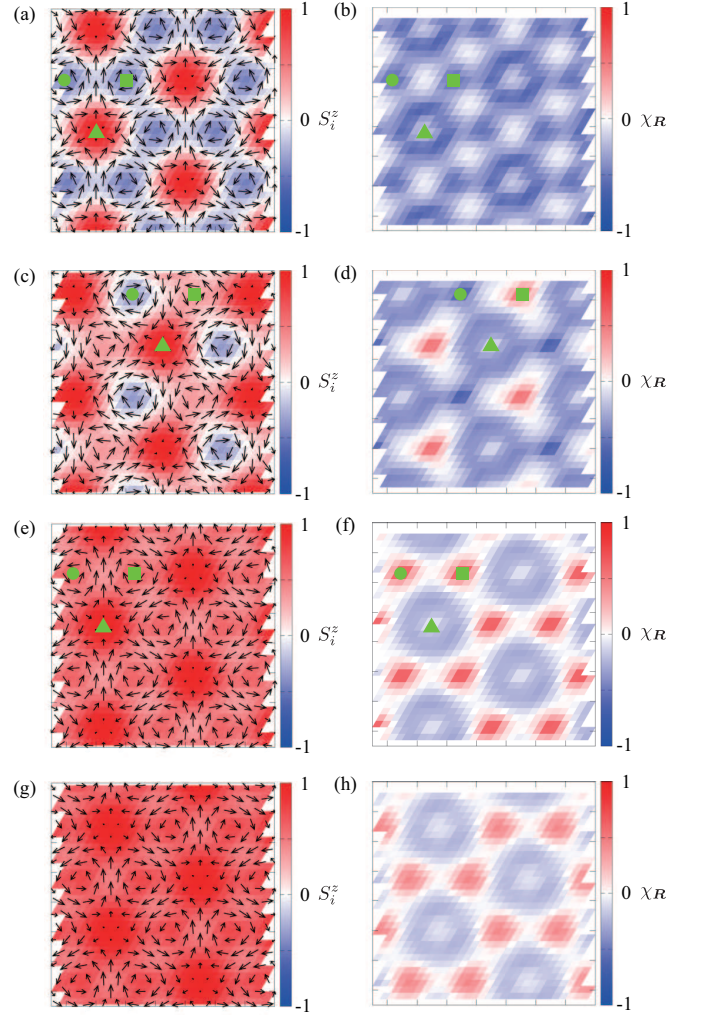 (a) 1 0 -1 S_i^z (b) 1 0 -1 χ_R
(c) 1 0 -1 S_i^z (d) 1 0 -1 χ_R
(e) 1 0 -1 S_i^z (f) 1 0 -1 χ_R
(g) 1 0 -1 S_i^z (h) 1 0 -1 χ_R